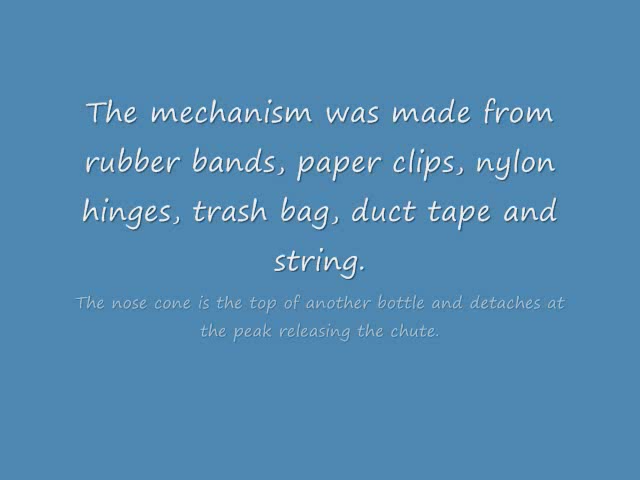 The mechanism was made from
rubber bands, paper clips, nylon
hinges, trash bag, duct tape and
string.
The nose cone is the top of another bottle and detaches at
the peak releasing the chute.